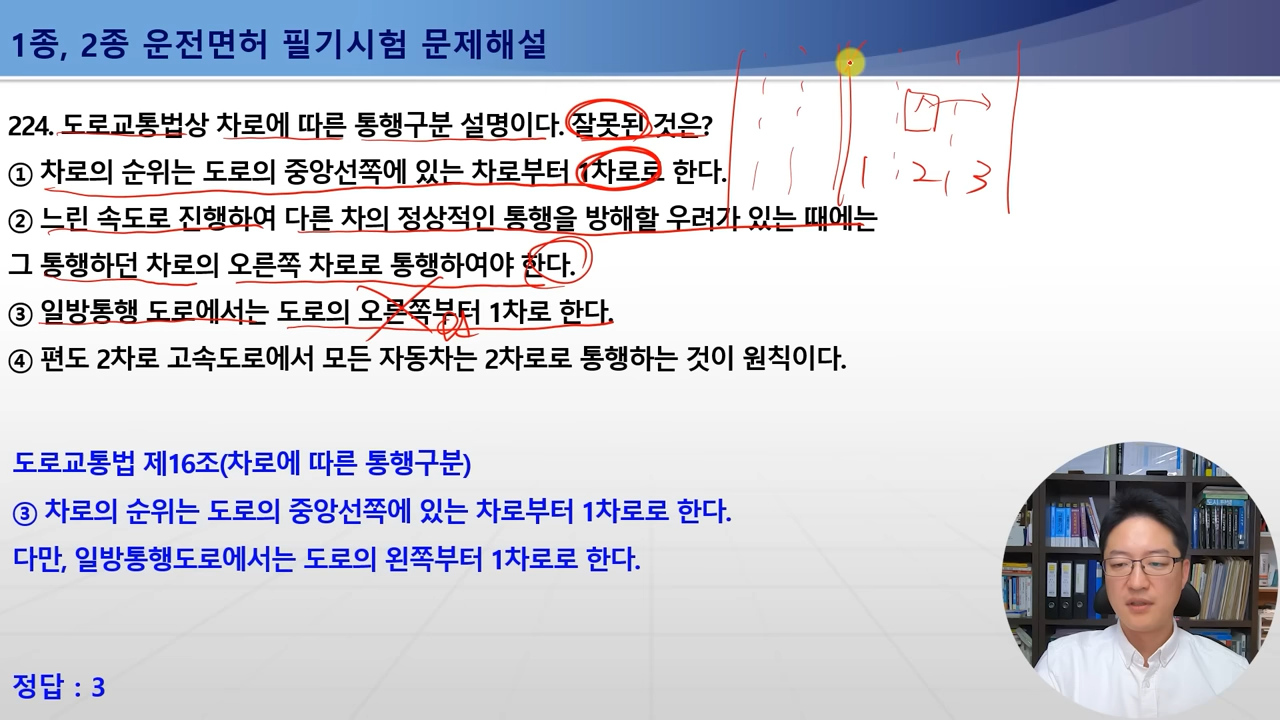 1종, 2종 운전면허 필기시험 문제해설
224. 도로교통법상 차로에 따른 통행구분 설명이다. 잘못된 것은?
① 차로의 순위는 도로의 중앙선쪽에 있는 차로부터 1차로로 한다.
② 느린 속도로 진행하여 다른 차의 정상적인 통행을 방해할 우려가 있는 때에는
그 통행하던 차로의 오른쪽 차로로 통행하여야 한다.
③ 일방통행 도로에서는 도로의 오른쪽부터 1차로 한다.
④ 편도 2차로 고속도로에서 모든 자동차는 2차로로 통행하는 것이 원칙이다.
1 2 3
도로교통법 제16조(차로에 따른 통행구분)
③ 차로의 순위는 도로의 중앙선쪽에 있는 차로부터 1차로로 한다.
다만, 일방통행도로에서는 도로의 왼쪽부터 1차로로 한다.
정답 : 3